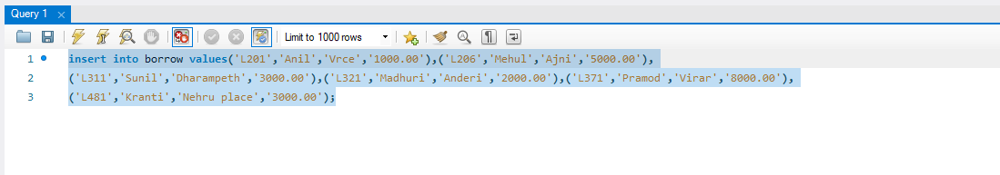 Query 1
Limit to 1000 rows
1 insert into borrow values('L201','Anil','Vrce','1000.00'),('L206','Mehul','Ajni','5000.00'),
2 ('L311','Sunil','Dharampeth','3000.00'),('L321','Madhuri','Anderi','2000.00'),('L371','Pramod','Virar','8000.00'),
3 ('L481','Kranti','Nehru place','3000.00');